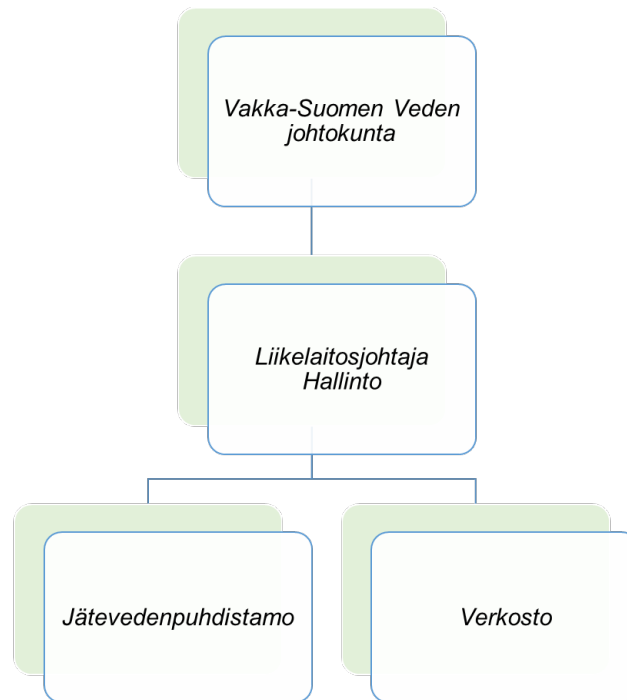 Vakka-Suomen Veden
johtokunta
Liikelaitosjohtaja
Hallinto
Jätevedenpuhdistamo
Verkosto